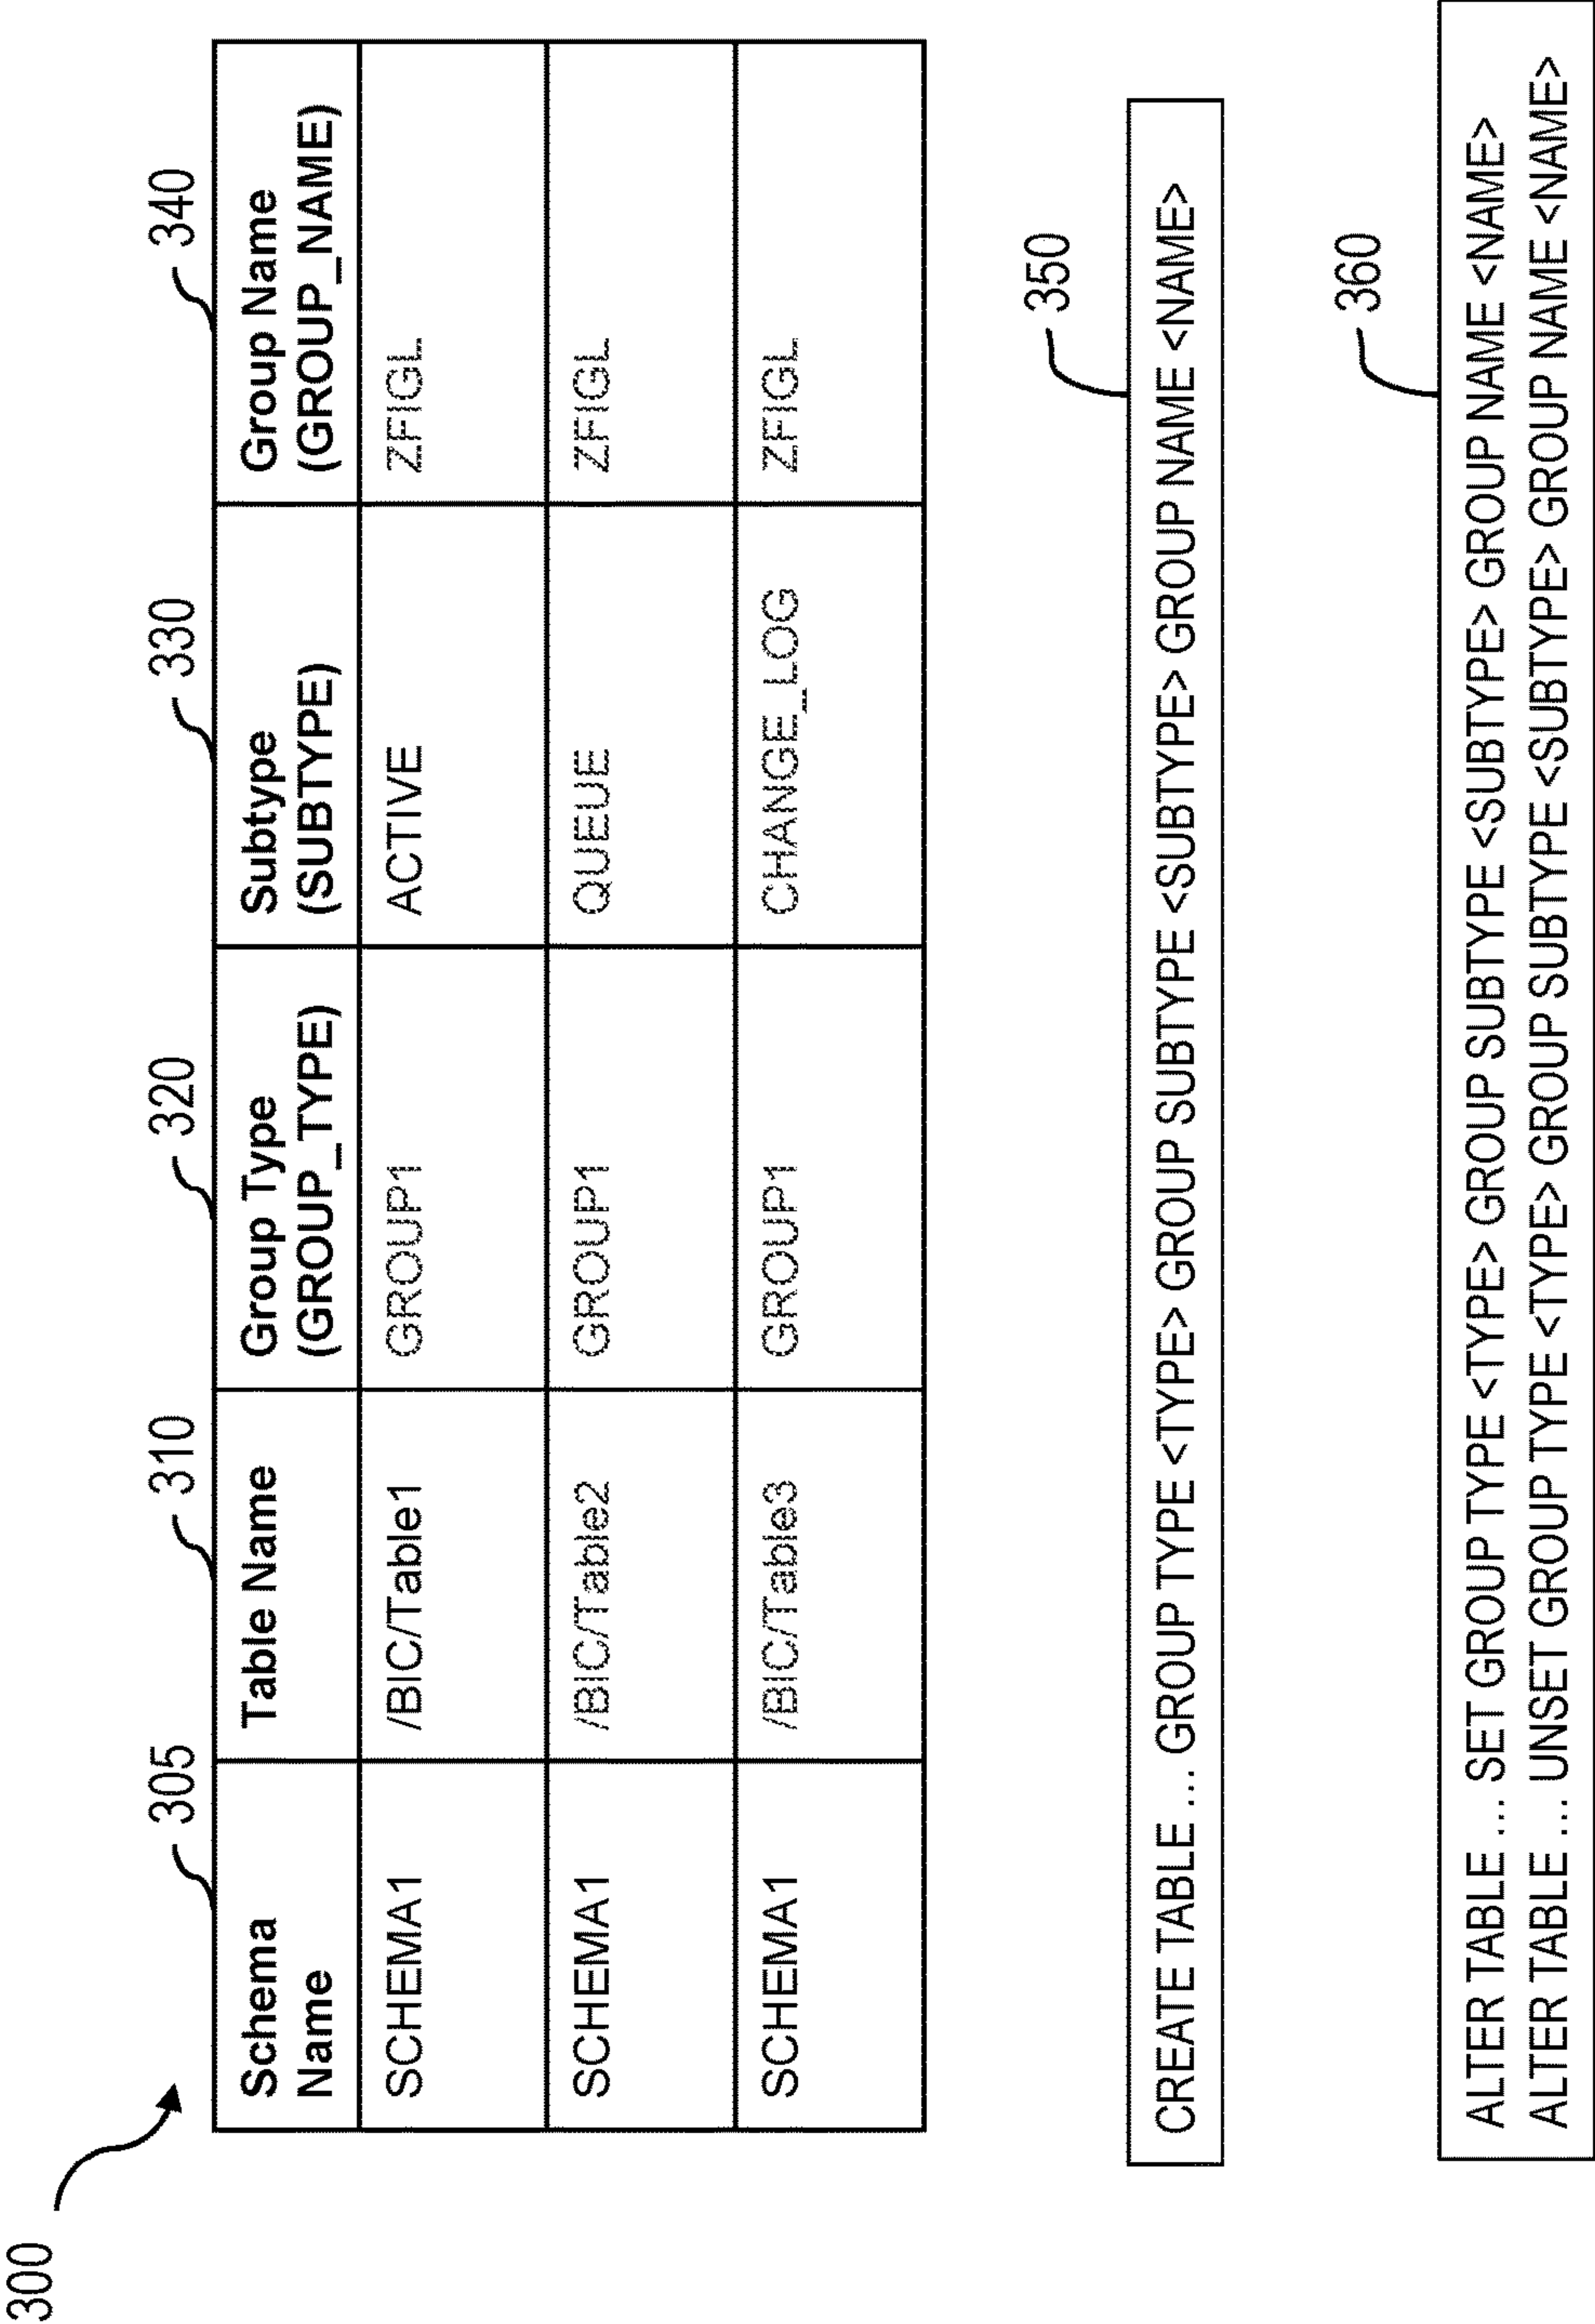 300
305
310
320
330
340
Schema Name
Table Name
Group Type (GROUP_TYPE)
Subtype (SUBTYPE)
Group Name (GROUP_NAME)
SCHEMA1 /BIC/Table1 GROUP1 ACTIVE ZFIGL
SCHEMA1 /BIC/Table2 GROUP1 QUEUE ZFIGL
SCHEMA1 /BIC/Table3 GROUP1 CHANGE_LOG ZFIGL
350
CREATE TABLE ... GROUP TYPE <TYPE> GROUP SUBTYPE <SUBTYPE> GROUP NAME <NAME>
360
ALTER TABLE ... SET GROUP TYPE <TYPE> GROUP SUBTYPE <SUBTYPE> GROUP NAME <NAME>
ALTER TABLE ... UNSET GROUP TYPE <TYPE> GROUP SUBTYPE <SUBTYPE> GROUP NAME <NAME>